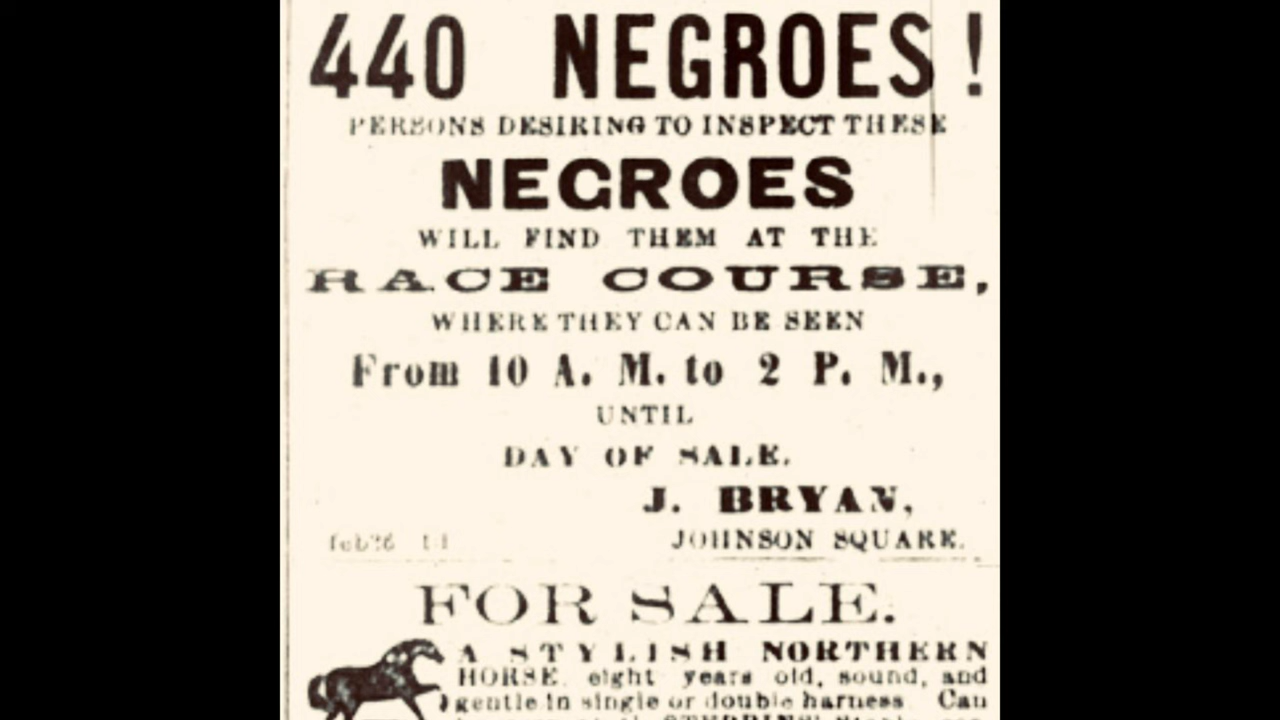 440 NEGROES!
PERSONS DESIRING TO INSPECT THESE
NEGROES
WILL FIND THEM AT THE
RACE COURSE,
WHERE THEY CAN BE SEEN
From 10 A. M. to 2 P. M.,
UNTIL
DAY OF SALE.
J. BRYAN,
feb26 JOHNSON SQUARE.
FOR SALE.
A STYLISH NORTHERN
HORSE, eight years old, sound, and
gentle in single or double harness. Can